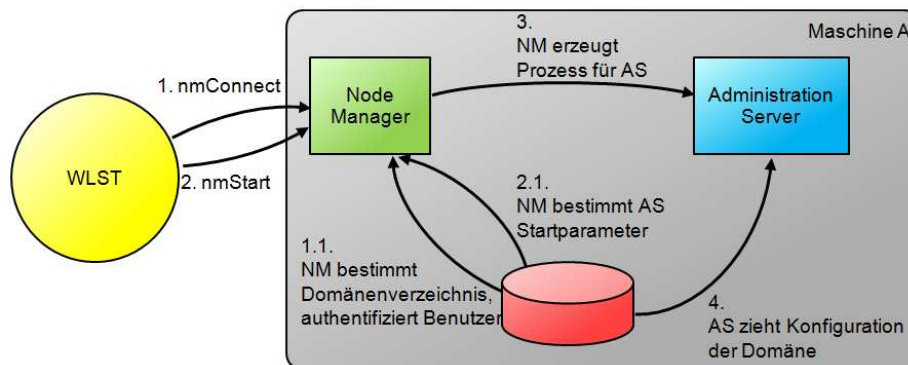 Maschine A
3.
NM erzeugt
Prozess für AS
1. nmConnect
Node
Manager
Administration
Server
WLST
2. nmStart
2.1.
NM bestimmt AS
Startparameter
1.1.
NM bestimmt
Domänenverzeichnis,
authentifiziert Benutzer
4.
AS zieht Konfiguration
der Domäne